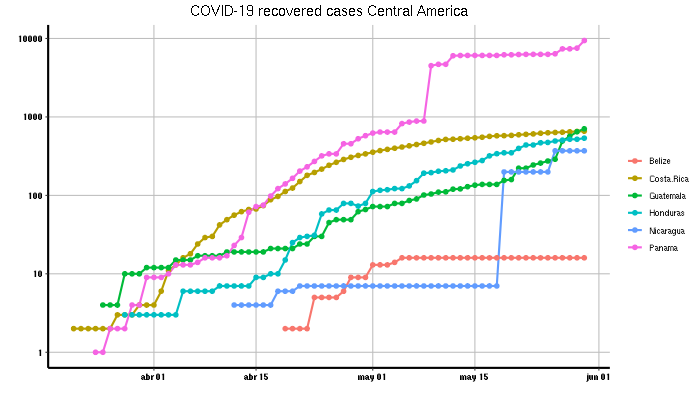 COVID-19 recovered cases Central America
10000
1000
100
10
1
abr 01
abr 15
may 01
may 15
jun 01
Belize
Costa.Rica
Guatemala
Honduras
Nicaragua
Panama